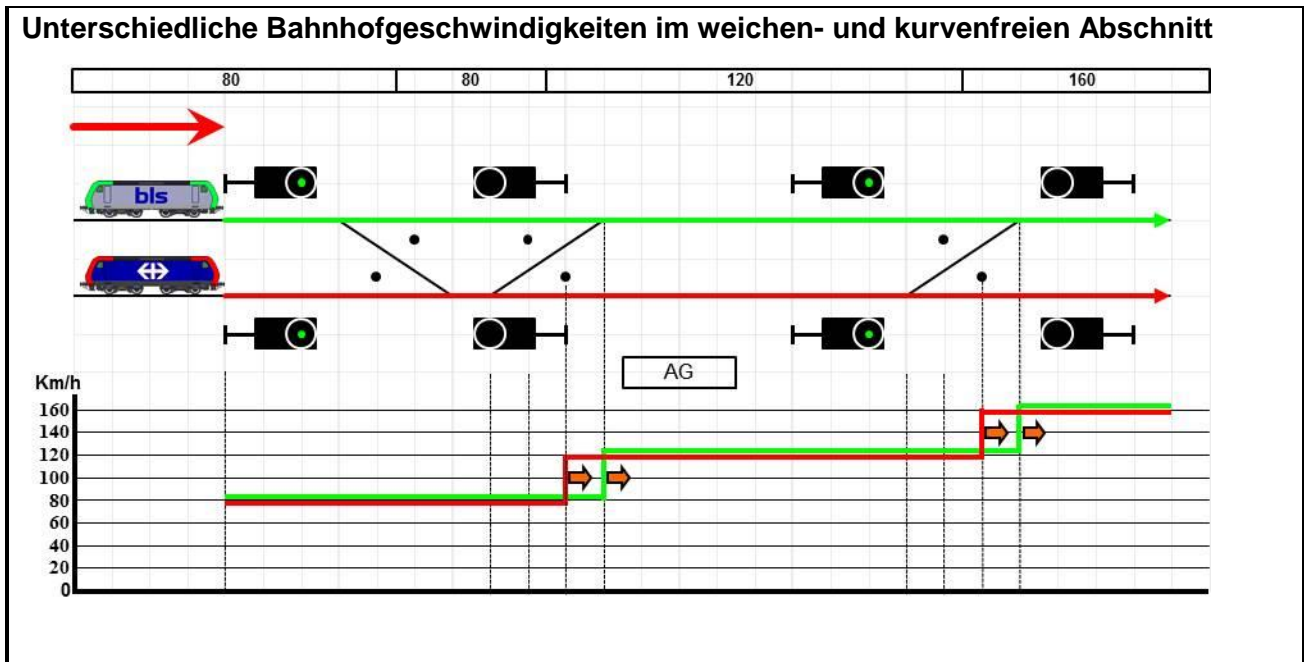 Unterschiedliche Bahnhofgeschwindigkeiten im weichen- und kurvenfreien Abschnitt
80 80 120 160
bls
AG
Km/h
160
140
120
100
80
60
40
20
0